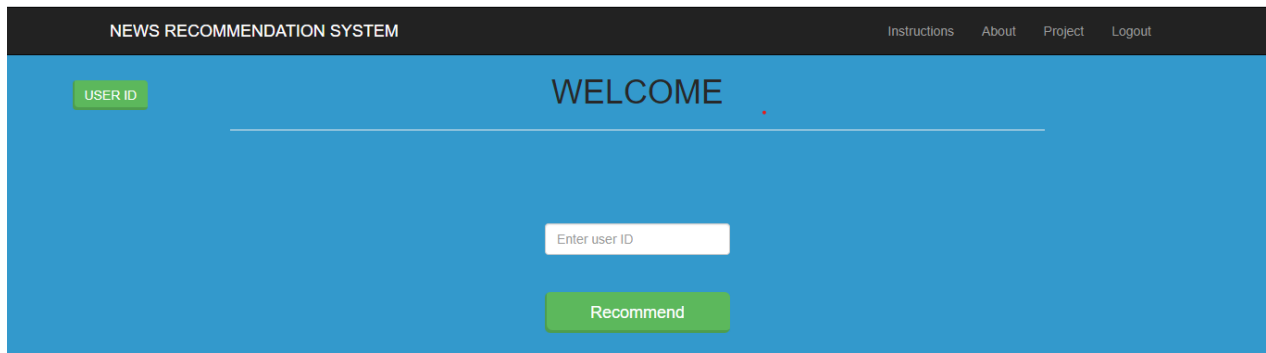 NEWS RECOMMENDATION SYSTEM Instructions About Project Logout
USER ID
WELCOME
Enter user ID
Recommend